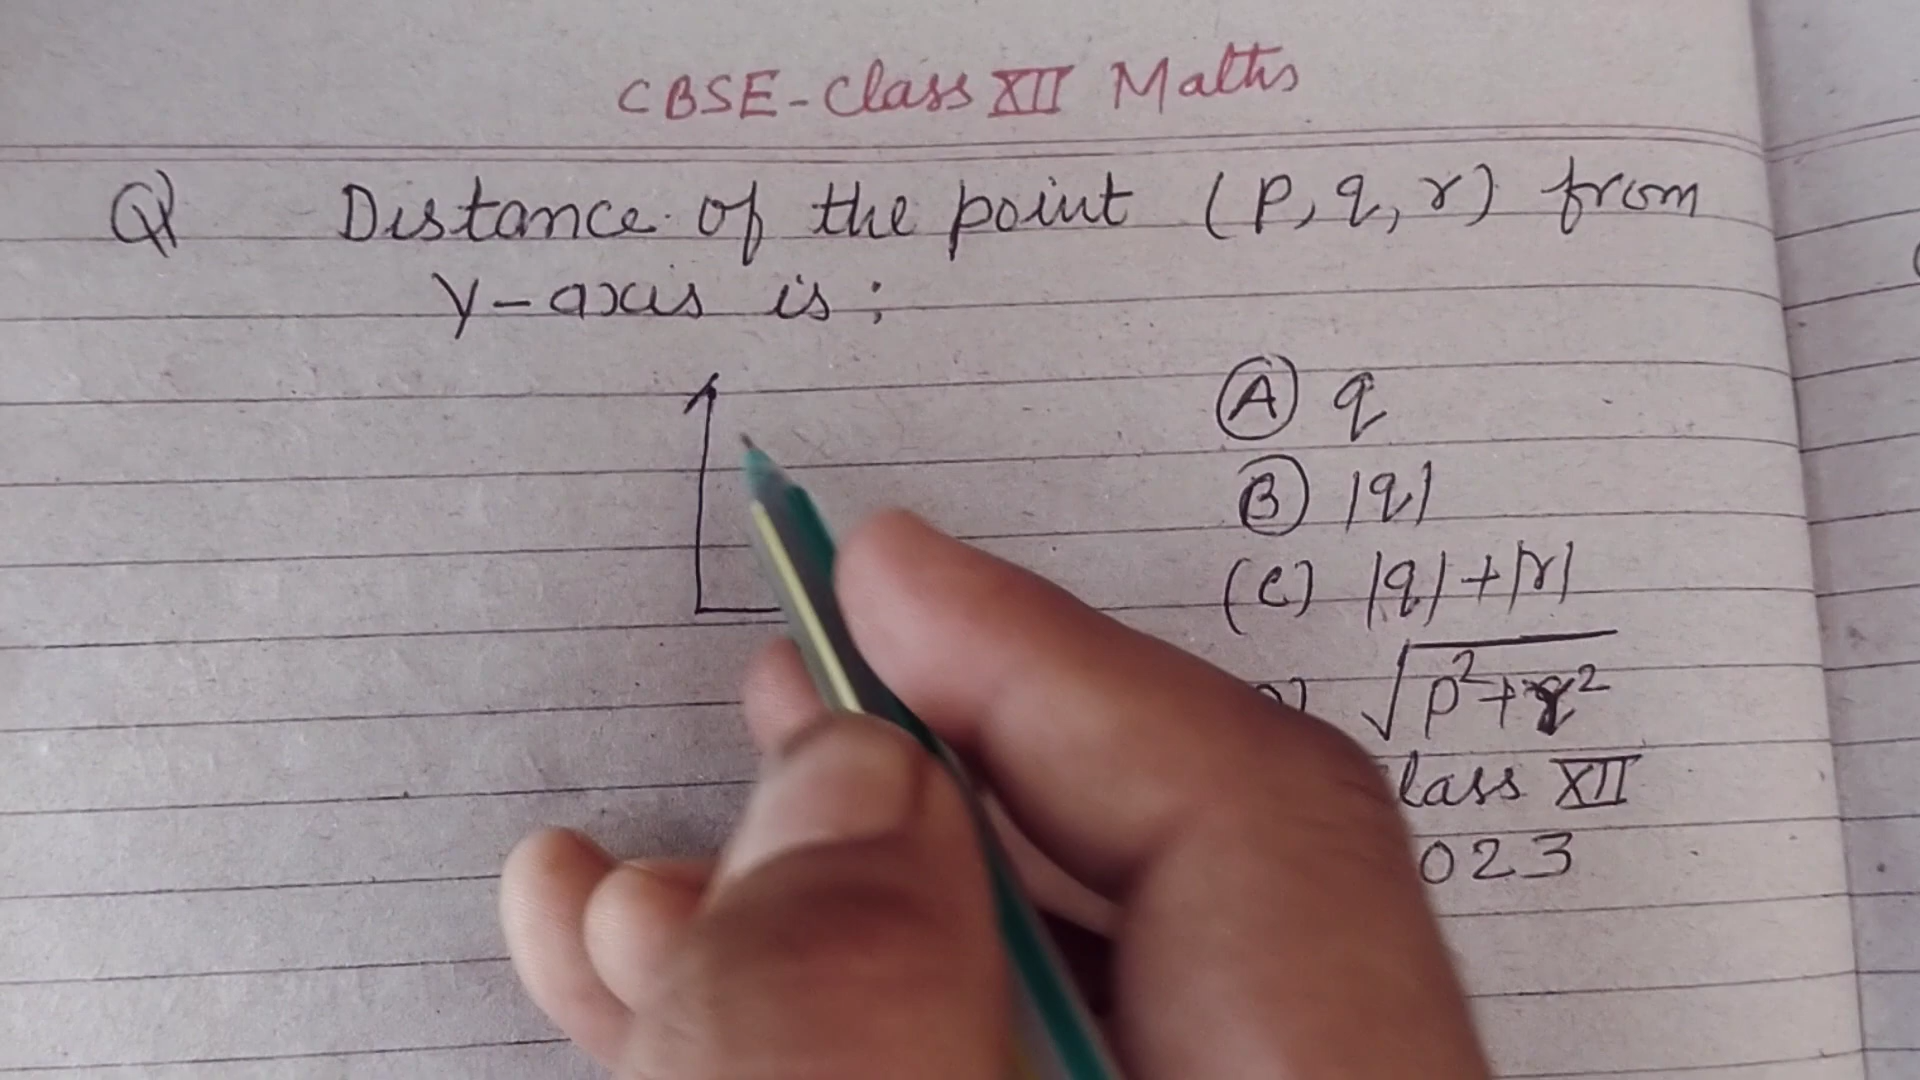 CBSE-Class XII Maths
Q Distance of the point (p, q, r) from
y-axis is:
(A) q
(B) |q|
(C) |q|+|r|
√p²+r²
lass XII
023